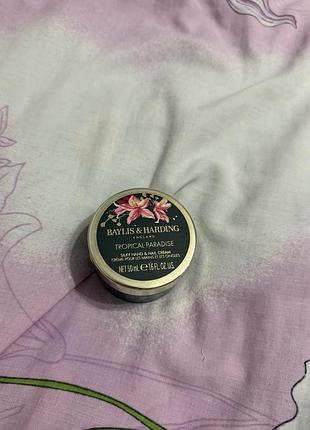 BAYLIS & HARDING
ENGLAND
TROPICAL PARADISE
SILKY HAND & NAIL CREAM
CRÈME POUR LES MAINS ET LES ONGLES
NET 50ml ℮ 1.6 FL. OZ. US.